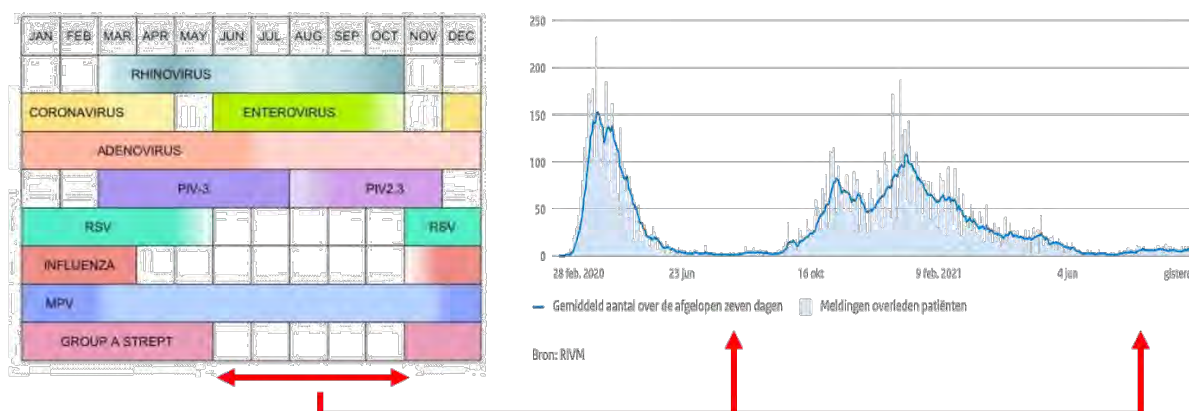 JAN FEB MAR APR MAY JUN JUL AUG SEP OCT NOV DEC
RHINOVIRUS
CORONAVIRUS ENTEROVIRUS
ADENOVIRUS
PIV-3 PIV2.3
RSV RSV
INFLUENZA
MPV
GROUP A STREPT
250
200
150
100
50
0
28 feb. 2020 23 jun 16 okt 9 feb. 2021 4 jun
Gemiddeld aantal over de afgelopen zeven dagen Meldingen overleden patiënten
Bron: RIVM